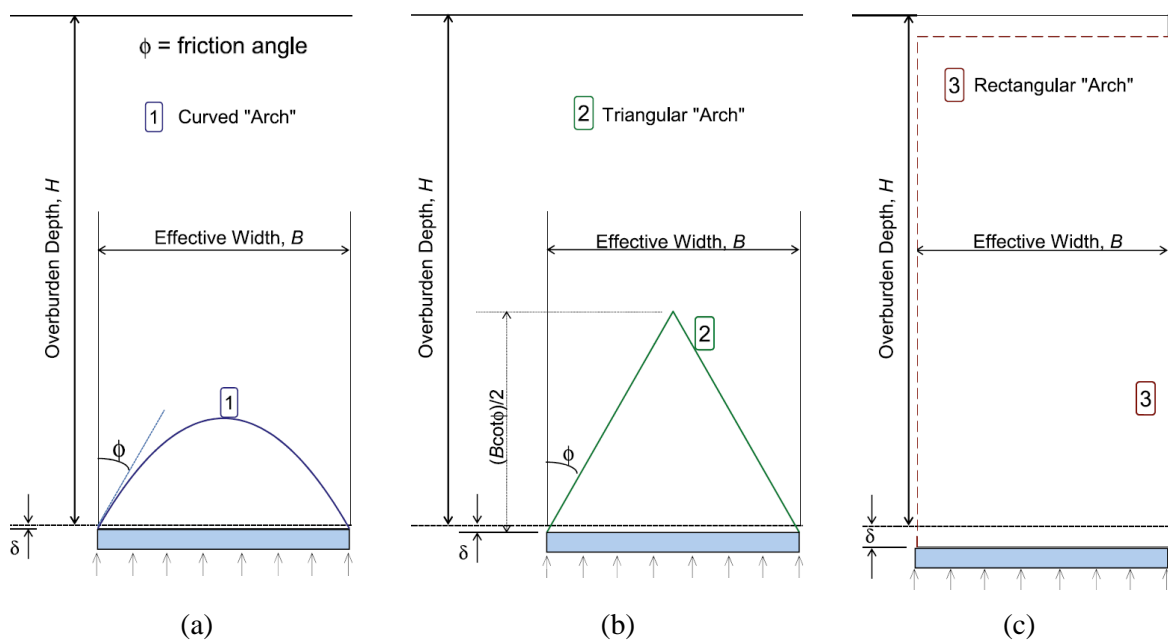 ϕ = friction angle
1 Curved "Arch"
Overburden Depth, H
Effective Width, B
1
ϕ
δ
(a)
2 Triangular "Arch"
Overburden Depth, H
Effective Width, B
2
(Bcotϕ)/2
ϕ
δ
(b)
3 Rectangular "Arch"
Overburden Depth, H
Effective Width, B
3
δ
(c)